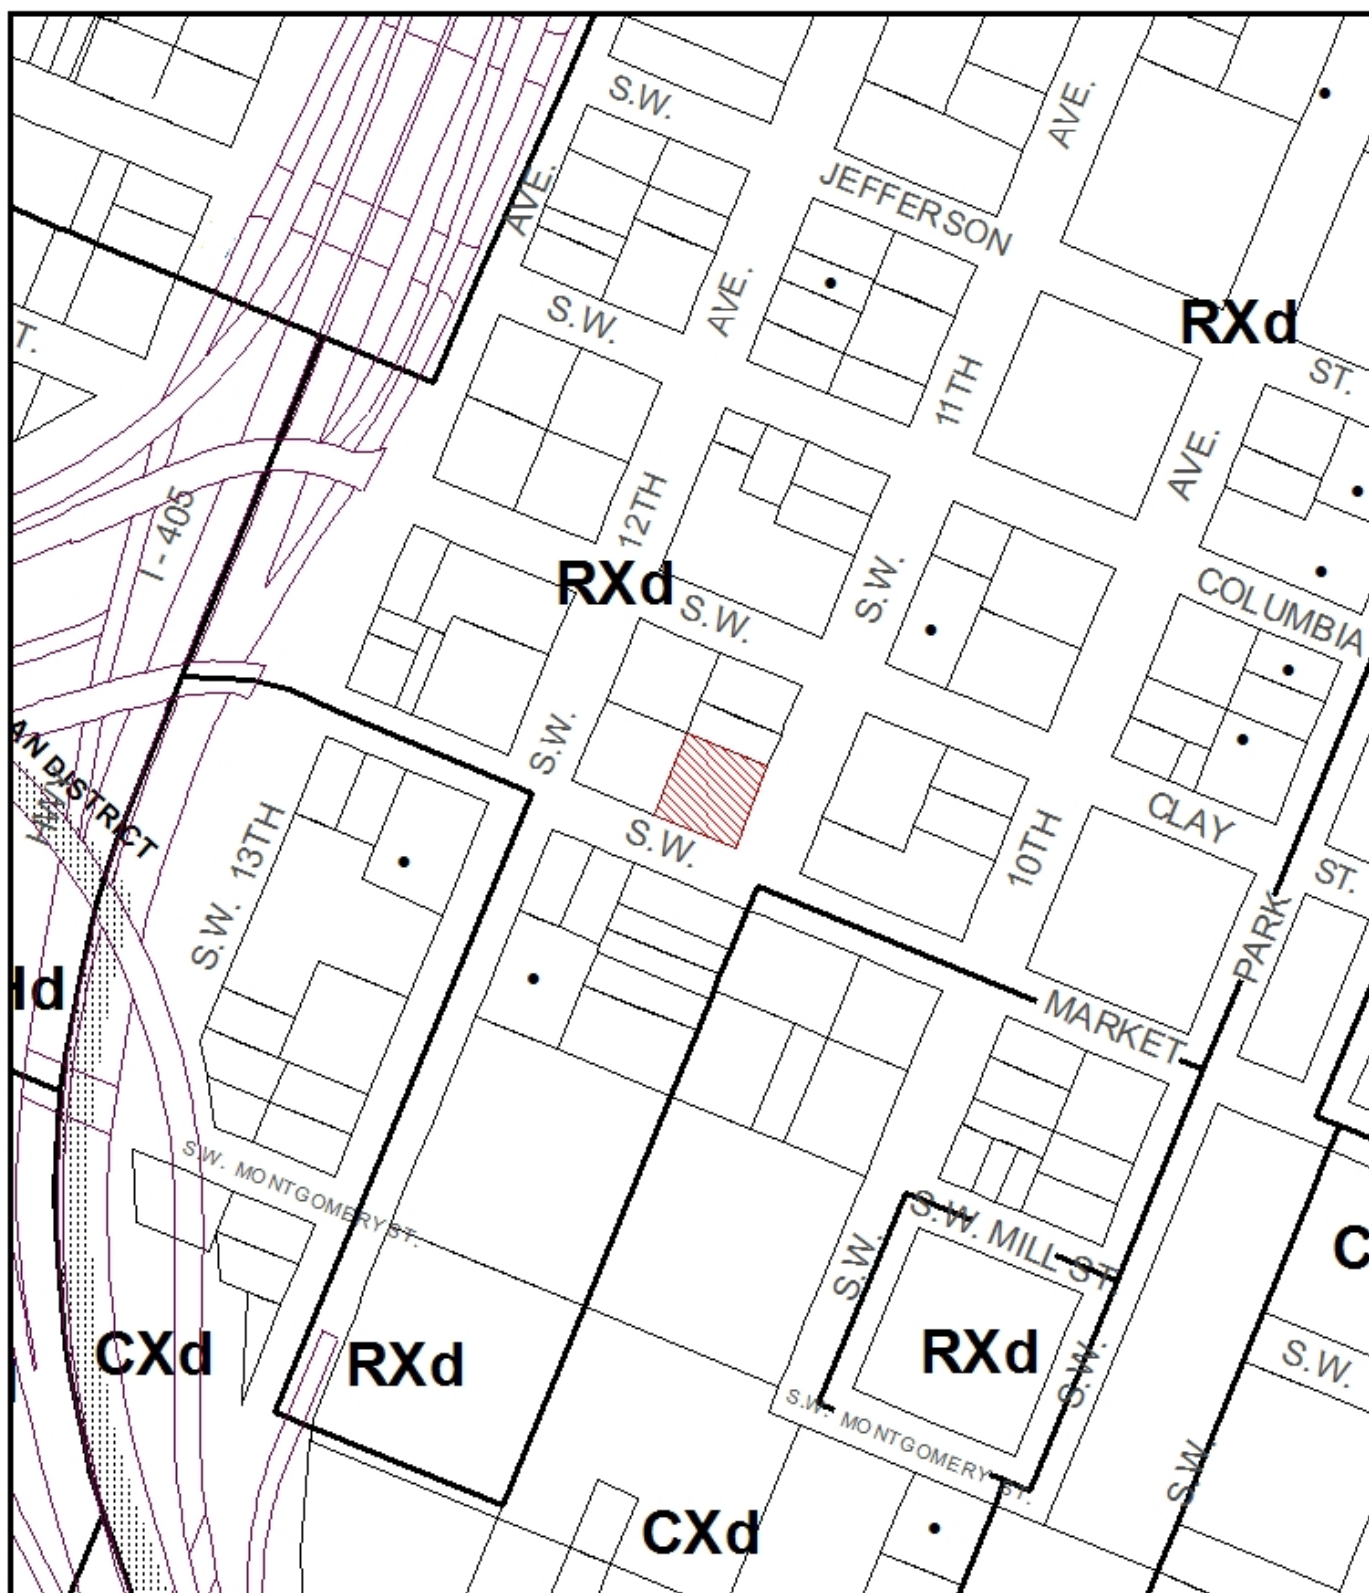 S.W.
AVE.
JEFFERSON
AVE.
AVE.
S.W.
RXd
T.
ST.
11TH
AVE.
12TH
I - 405
RXd
S.W.
S.W.
COLUMBIA
S.W.
AN DISTRICT
CLAY
S.W. 13TH
S.W.
10TH
ST.
PARK
Hd
MARKET
S.W. MONTGOMERY ST.
S.W. MILL ST.
S.W.
C
CXd
RXd
RXd
S.W.
S.W.
S.W. MONTGOMERY ST.
S.W.
CXd